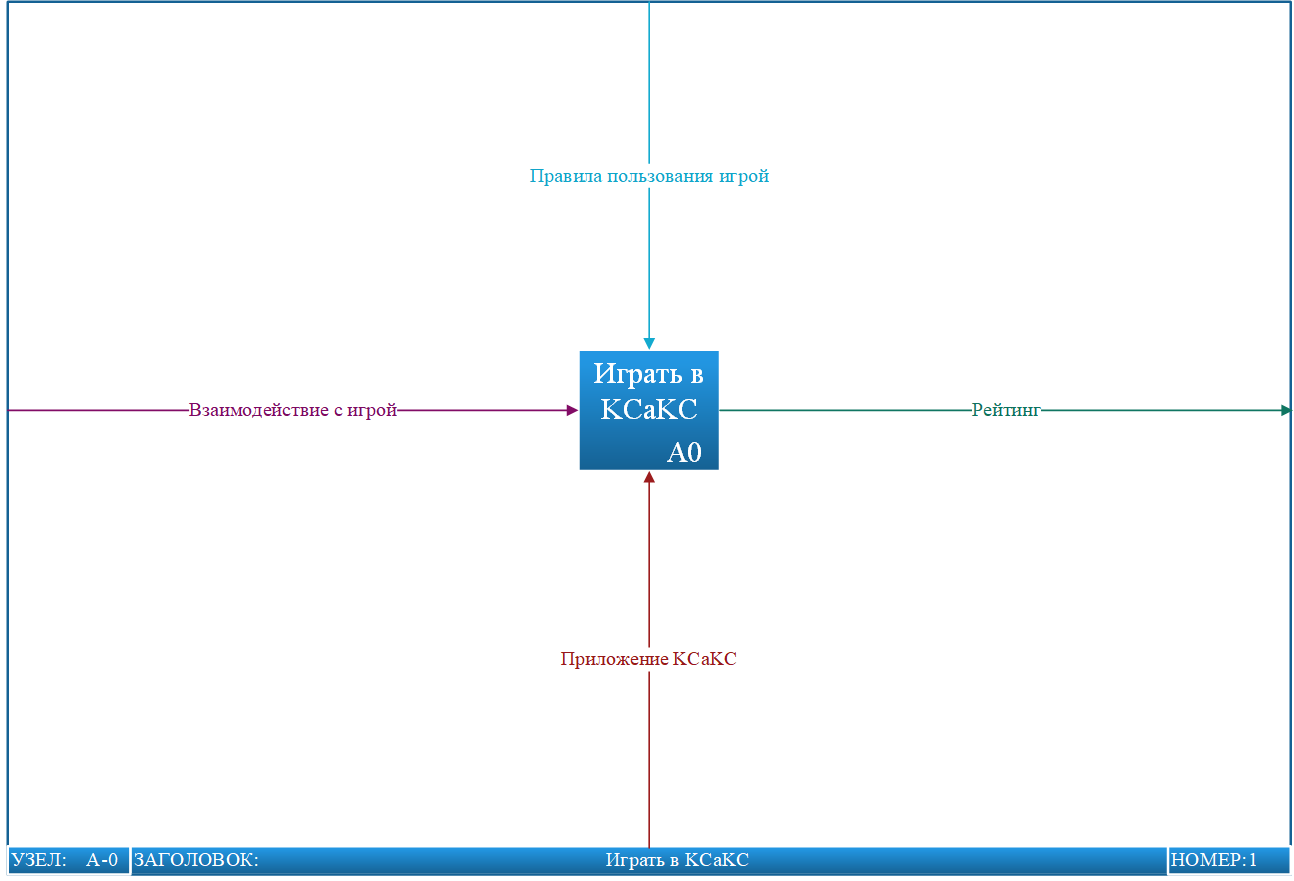 Правила пользования игрой
Взаимодействие с игрой
Играть в
КСаКС
А0
Рейтинг
Приложение КСаКС
УЗЕЛ: А-0 ЗАГОЛОВОК: Играть в КСаКС НОМЕР:1